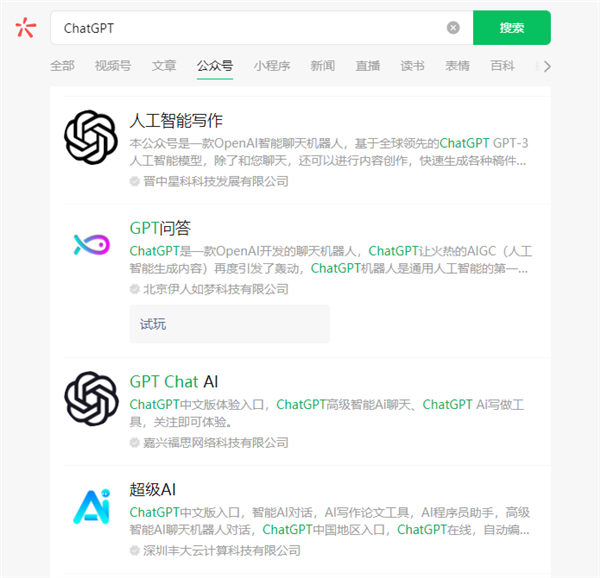 ChatGPT
搜索
全部 视频号 文章 公众号 小程序 新闻 直播 读书 表情 百科
人工智能写作
本公众号是一款OpenAI智能聊天机器人，基于全球领先的ChatGPT GPT-3
人工智能模型，除了和您聊天，还可以进行内容创作，快速生成各种稿件...
晋中星科科技发展有限公司
GPT问答
ChatGPT是一款OpenAI开发的聊天机器人，ChatGPT让火热的AIGC（人工
智能生成内容）再度引发了轰动，ChatGPT机器人是通用人工智能的第一...
北京伊人如梦科技有限公司
试玩
GPT Chat AI
ChatGPT中文版体验入口，ChatGPT高级智能Ai聊天、ChatGPT Ai写做工
具，关注即可体验。
嘉兴福思网络科技有限公司
Ai
超级AI
ChatGPT中文版入口，智能AI对话，AI写作论文工具，AI程序员助手，高级
智能AI聊天机器人对话，ChatGPT中国地区入口，ChatGPT在线，自动编...
深圳丰大云计算科技有限公司